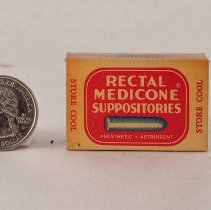 RECTAL
MEDICONE®
SUPPOSITORIES
ANESTHETIC • ASTRINGENT
STORE COOL
STORE COOL